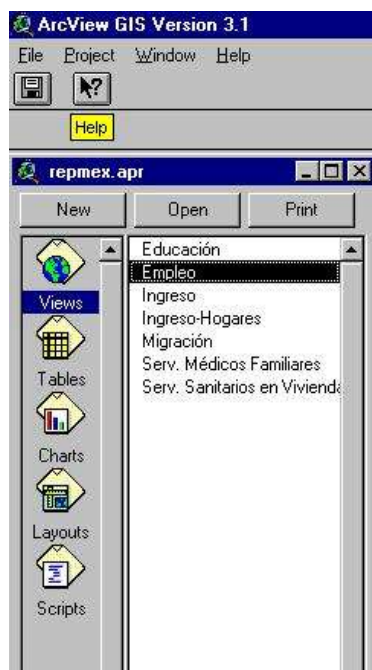 ArcView GIS Version 3.1
File Project Window Help
Help
repmex.apr
New Open Print
Views
Tables
Charts
Layouts
Scripts
Educación
Empleo
Ingreso
Ingreso-Hogares
Migración
Serv. Médicos Familiares
Serv. Sanitarios en Vivienda